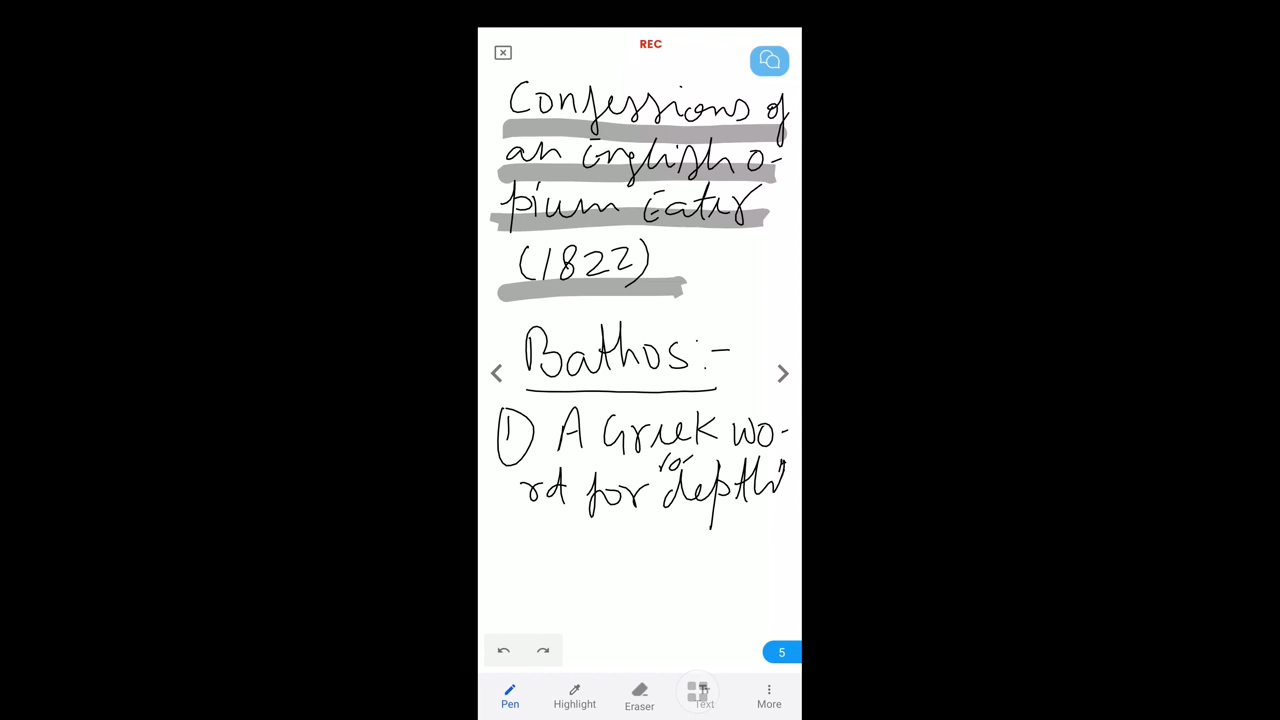 REC
Confessions of
an English o-
pium Eater
(1822)
Bathos:-
① A Greek wo-
rd for "depth"
5
Pen Highlight Eraser Text More